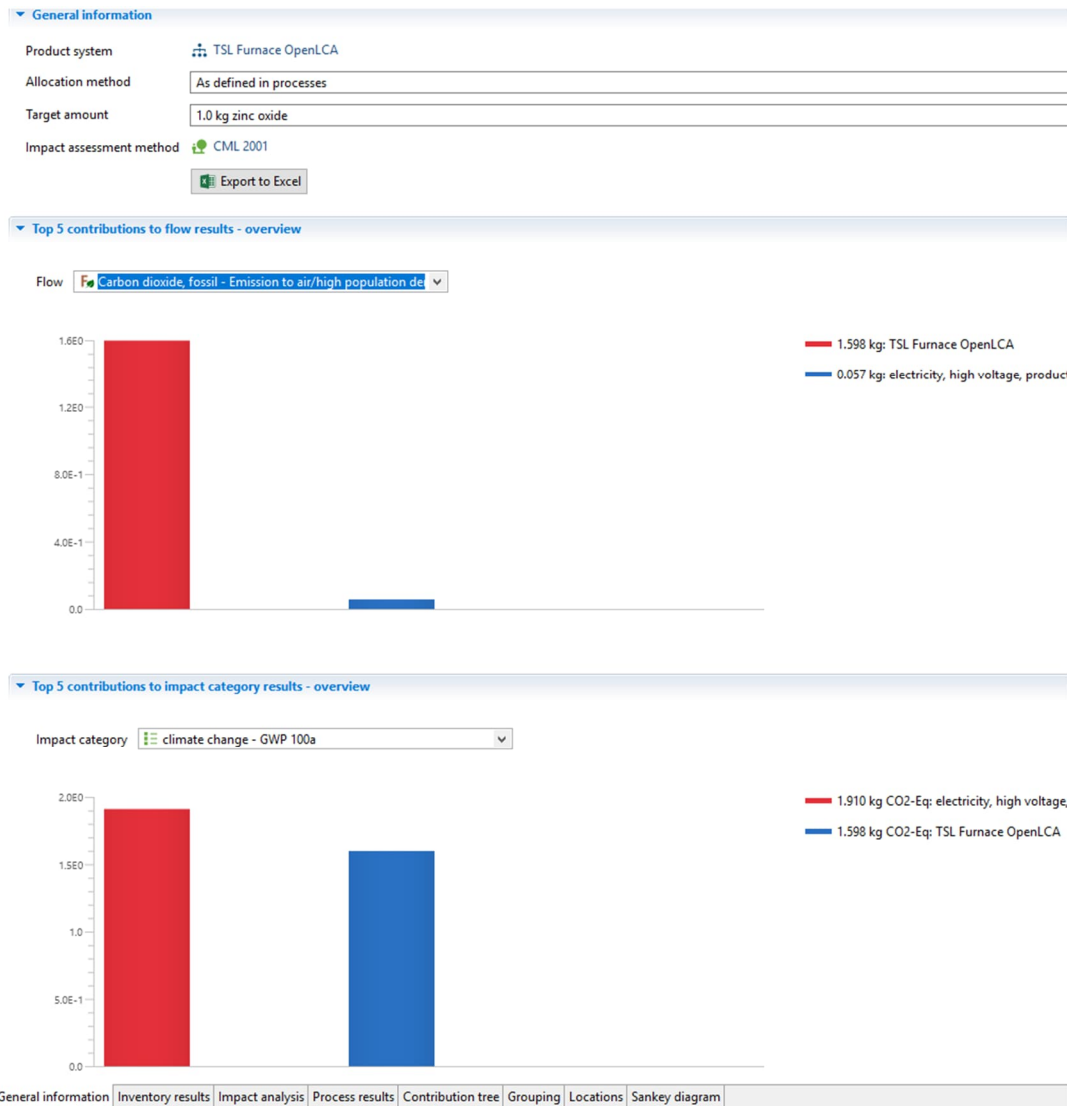 General information
Product system TSL Furnace OpenLCA
Allocation method As defined in processes
Target amount 1.0 kg zinc oxide
Impact assessment method CML 2001
Export to Excel
Top 5 contributions to flow results - overview
Flow Carbon dioxide, fossil - Emission to air/high population de
1.6E0
1.2E0
8.0E-1
4.0E-1
0.0
1.598 kg: TSL Furnace OpenLCA
0.057 kg: electricity, high voltage, product
Top 5 contributions to impact category results - overview
Impact category climate change - GWP 100a
2.0E0
1.5E0
1.0
5.0E-1
0.0
1.910 kg CO2-Eq: electricity, high voltage,
1.598 kg CO2-Eq: TSL Furnace OpenLCA
General information Inventory results Impact analysis Process results Contribution tree Grouping Locations Sankey diagram